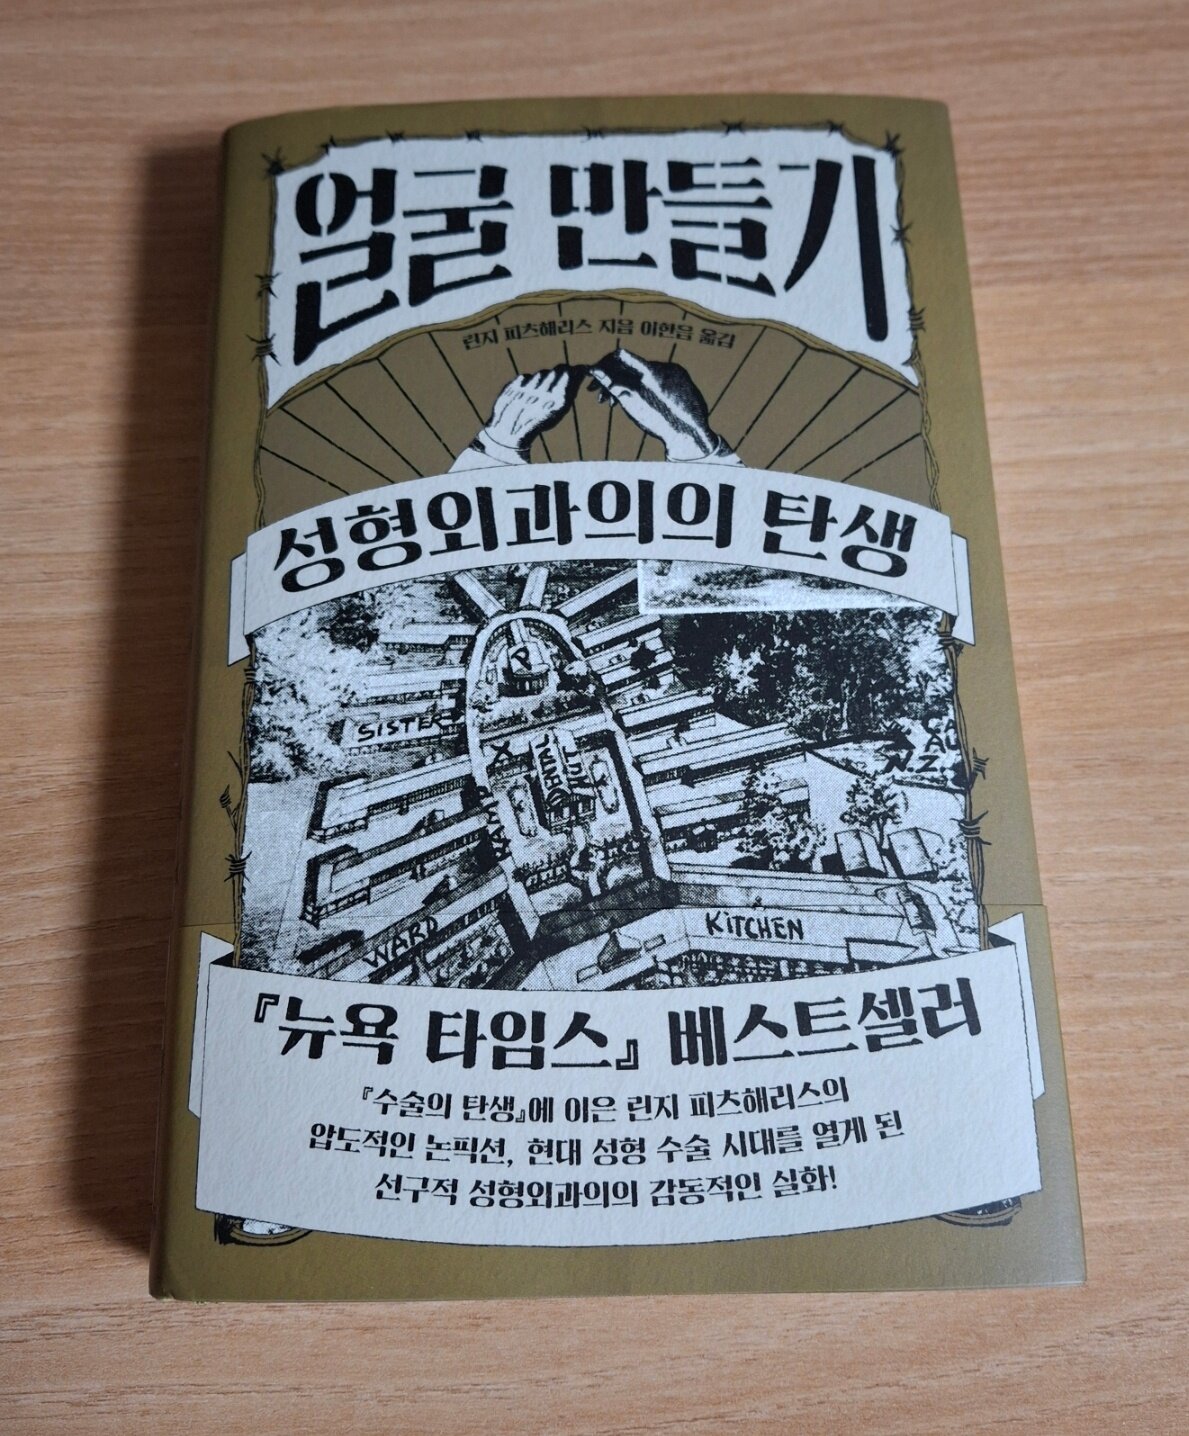 얼굴 만들기
린지 피츠해리스 지음 이한음 옮김
성형외과의의 탄생
SISTER
WARD
KITCHEN
『뉴욕 타임스』 베스트셀러
『수술의 탄생』에 이은 린지 피츠해리스의
압도적인 논픽션, 현대 성형 수술 시대를 열게 된
선구적 성형외과의의 감동적인 실화!